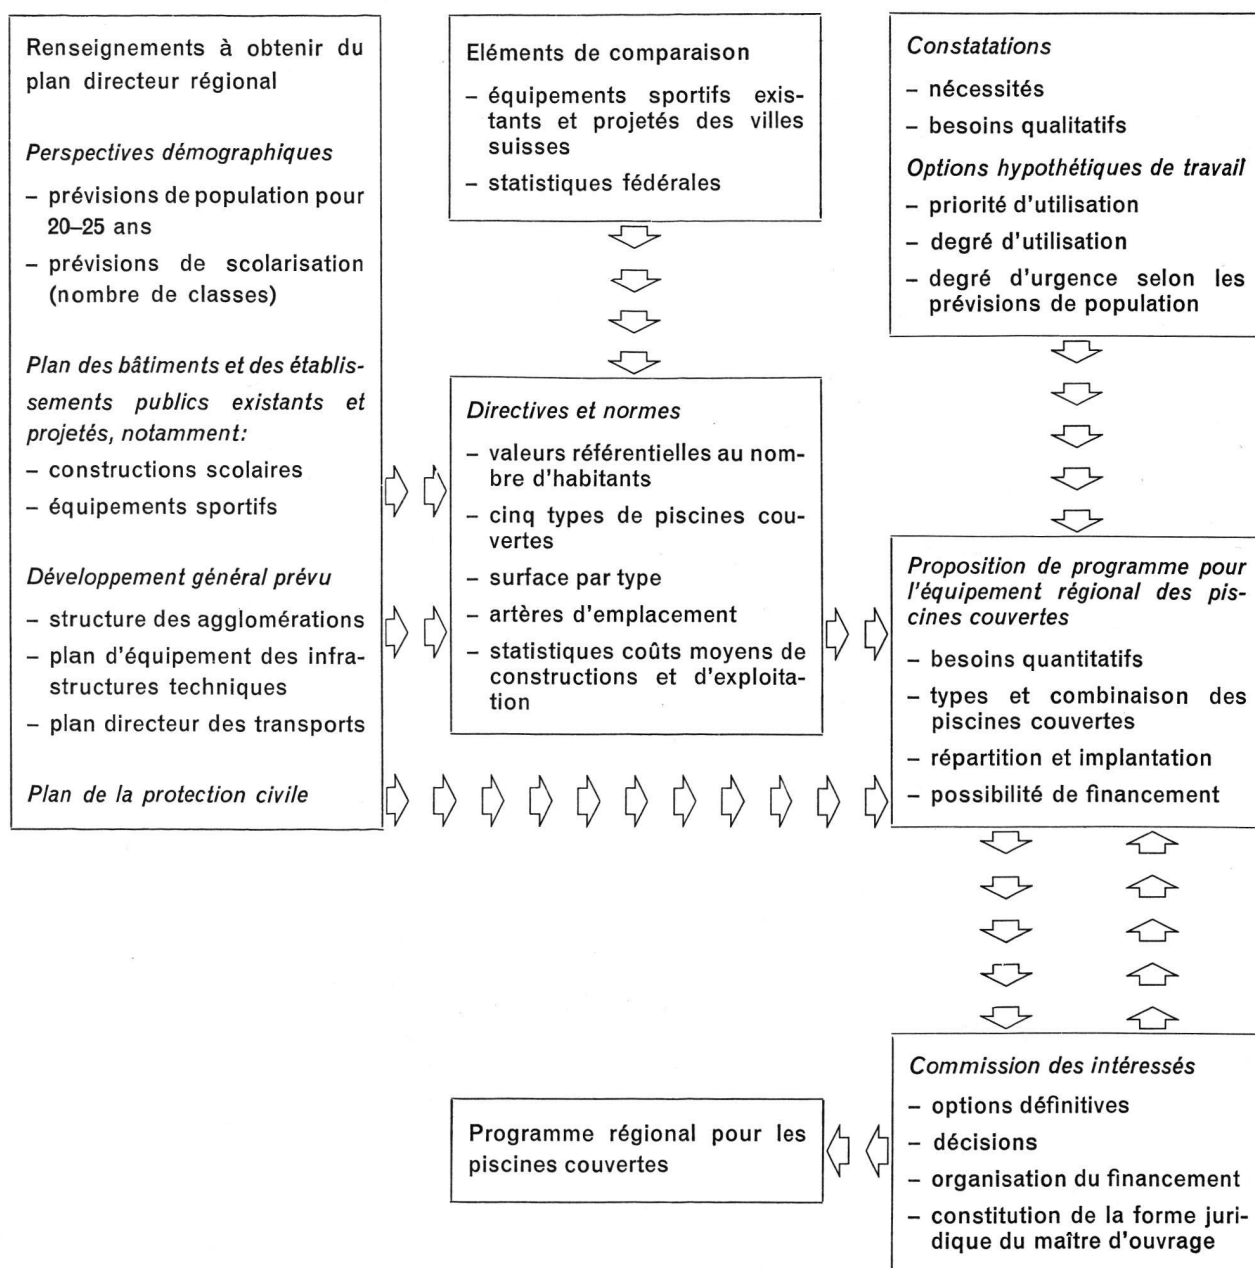 Renseignements à obtenir du
plan directeur régional
Perspectives démographiques
– prévisions de population pour
20–25 ans
– prévisions de scolarisation
(nombre de classes)
Plan des bâtiments et des établis-
sements publics existants et
projetés, notamment:
– constructions scolaires
– équipements sportifs
Développement général prévu
– structure des agglomérations
– plan d'équipement des infra-
structures techniques
– plan directeur des transports
Plan de la protection civile
Eléments de comparaison
– équipements sportifs exis-
tants et projetés des villes
suisses
– statistiques fédérales
Directives et normes
– valeurs référentielles au nom-
bre d'habitants
– cinq types de piscines cou-
vertes
– surface par type
– artères d'emplacement
– statistiques coûts moyens de
constructions et d'exploita-
tion
Constatations
– nécessités
– besoins qualitatifs
Options hypothétiques de travail
– priorité d'utilisation
– degré d'utilisation
– degré d'urgence selon les
prévisions de population
Proposition de programme pour
l'équipement régional des pis-
cines couvertes
– besoins quantitatifs
– types et combinaison des
piscines couvertes
– répartition et implantation
– possibilité de financement
Commission des intéressés
– options définitives
– décisions
– organisation du financement
– constitution de la forme juri-
dique du maître d'ouvrage
Programme régional pour les
piscines couvertes